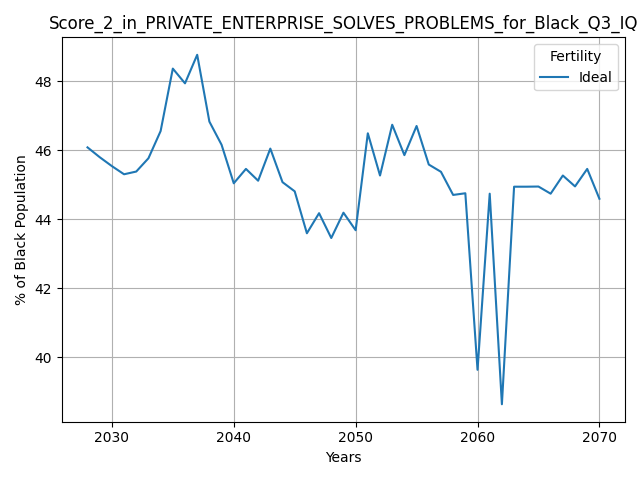 Score_2_in_PRIVATE_ENTERPRISE_SOLVES_PROBLEMS_for_Black_Q3_IQ
Fertility
Ideal
% of Black Population
48
46
44
42
40
2030
2040
2050
2060
2070
Years